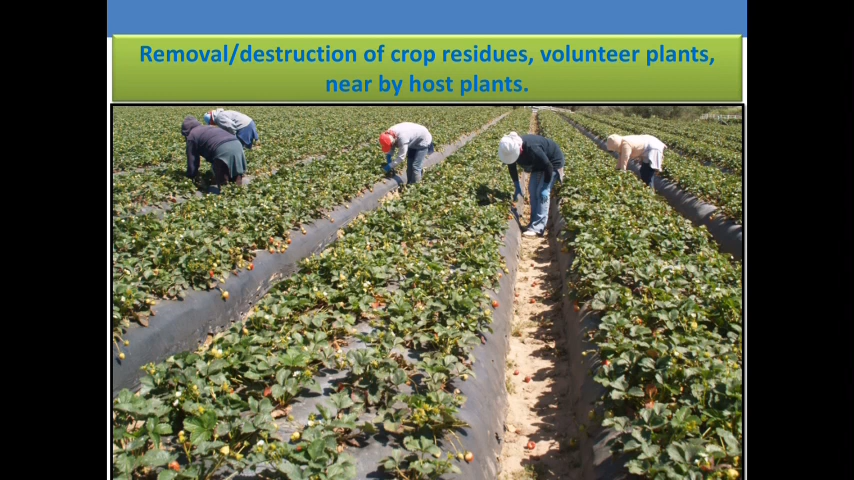 Removal/destruction of crop residues, volunteer plants,
near by host plants.